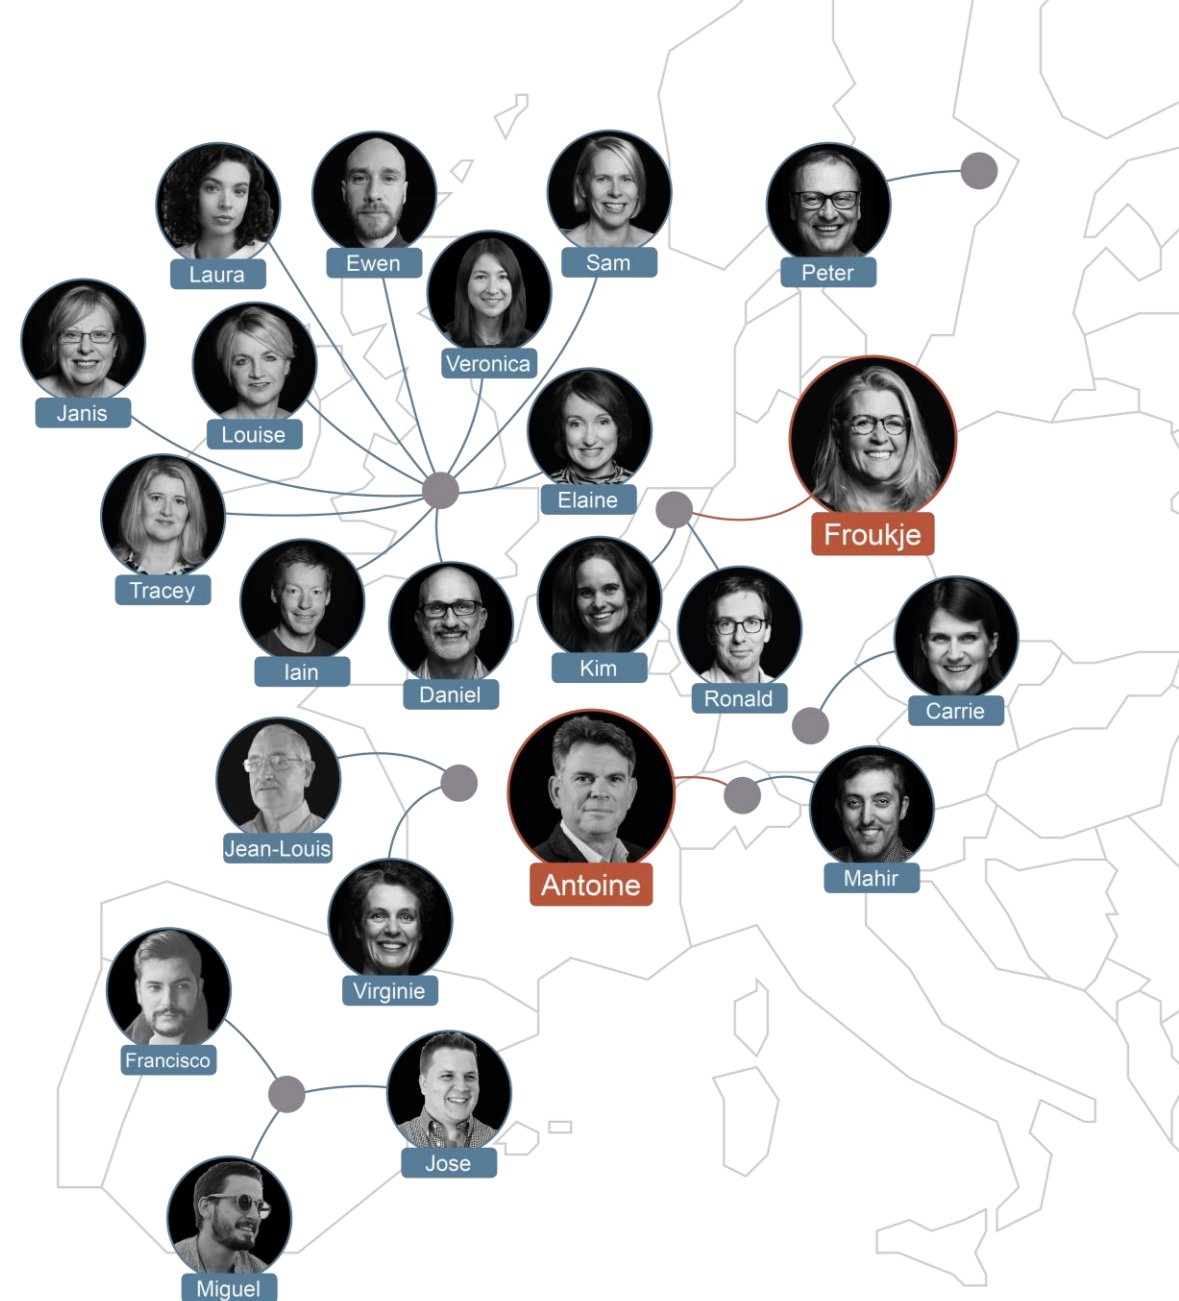 Laura
Ewen
Sam
Peter
Veronica
Janis
Louise
Elaine
Froukje
Tracey
Iain
Daniel
Kim
Ronald
Carrie
Jean-Louis
Antoine
Mahir
Virginie
Francisco
Jose
Miguel